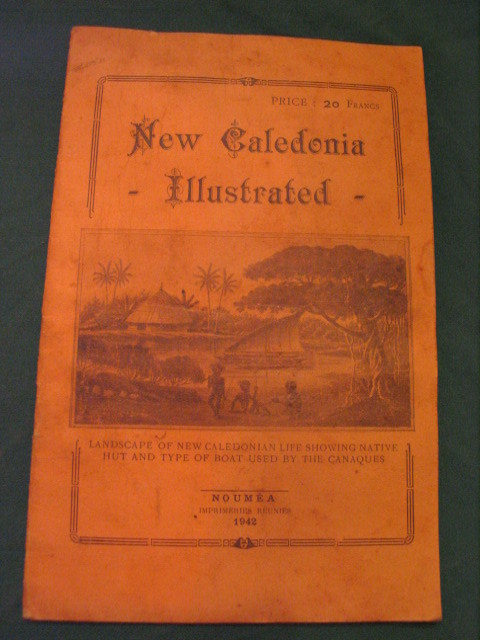 PRICE : 20 FRANCS
New Caledonia
- Illustrated -
LANDSCAPE OF NEW CALEDONIAN LIFE SHOWING NATIVE
HUT AND TYPE OF BOAT USED BY THE CANAQUES
NOUMÉA
IMPRIMERIES RÉUNIES
1942